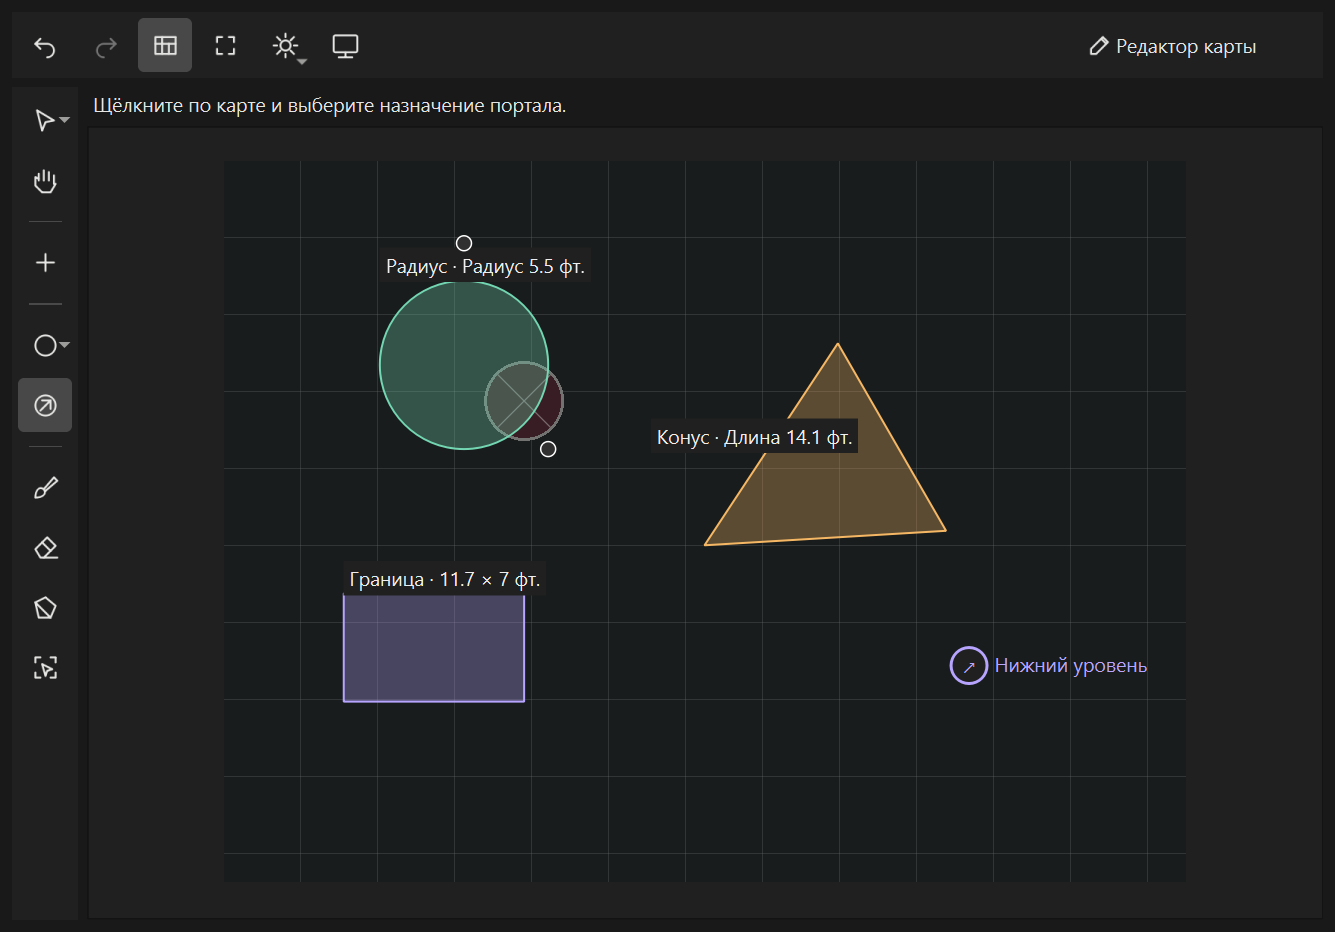 Редактор карты
Щёлкните по карте и выберите назначение портала.
Радиус · Радиус 5.5 фт.
Конус · Длина 14.1 фт.
Граница · 11.7 × 7 фт.
Нижний уровень